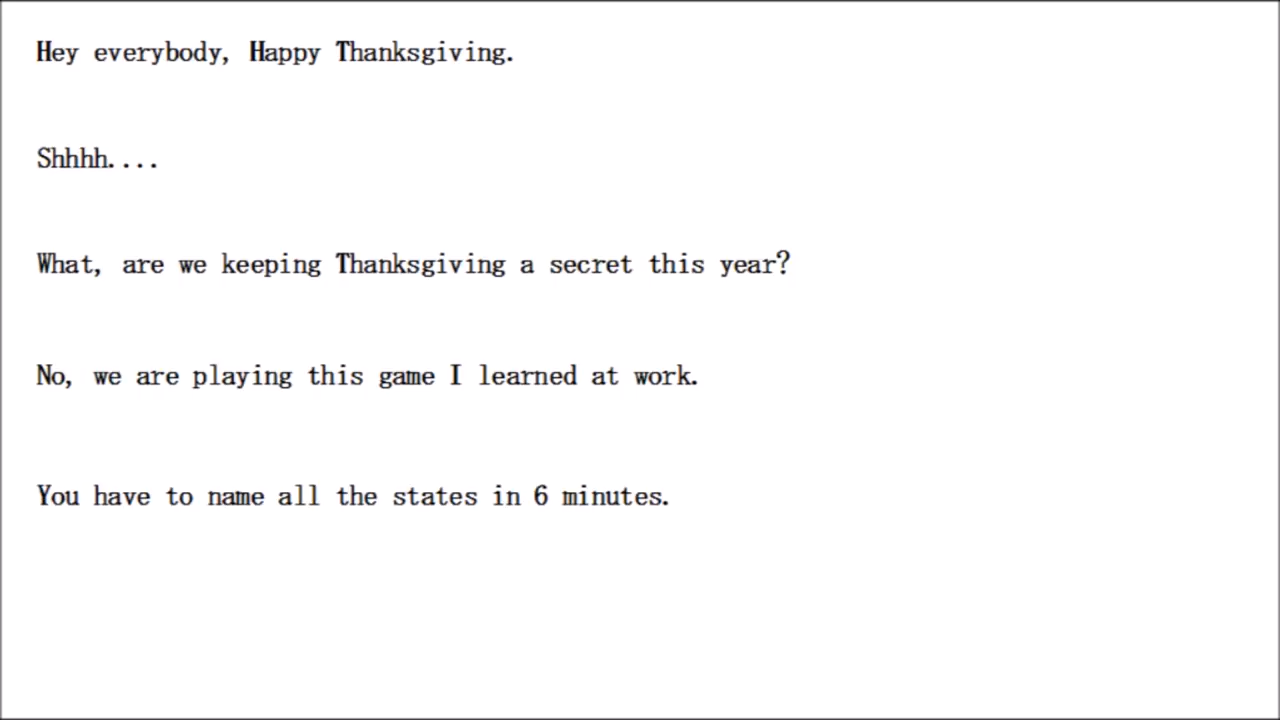 Hey everybody, Happy Thanksgiving.
Shhhh....
What, are we keeping Thanksgiving a secret this year?
No, we are playing this game I learned at work.
You have to name all the states in 6 minutes.